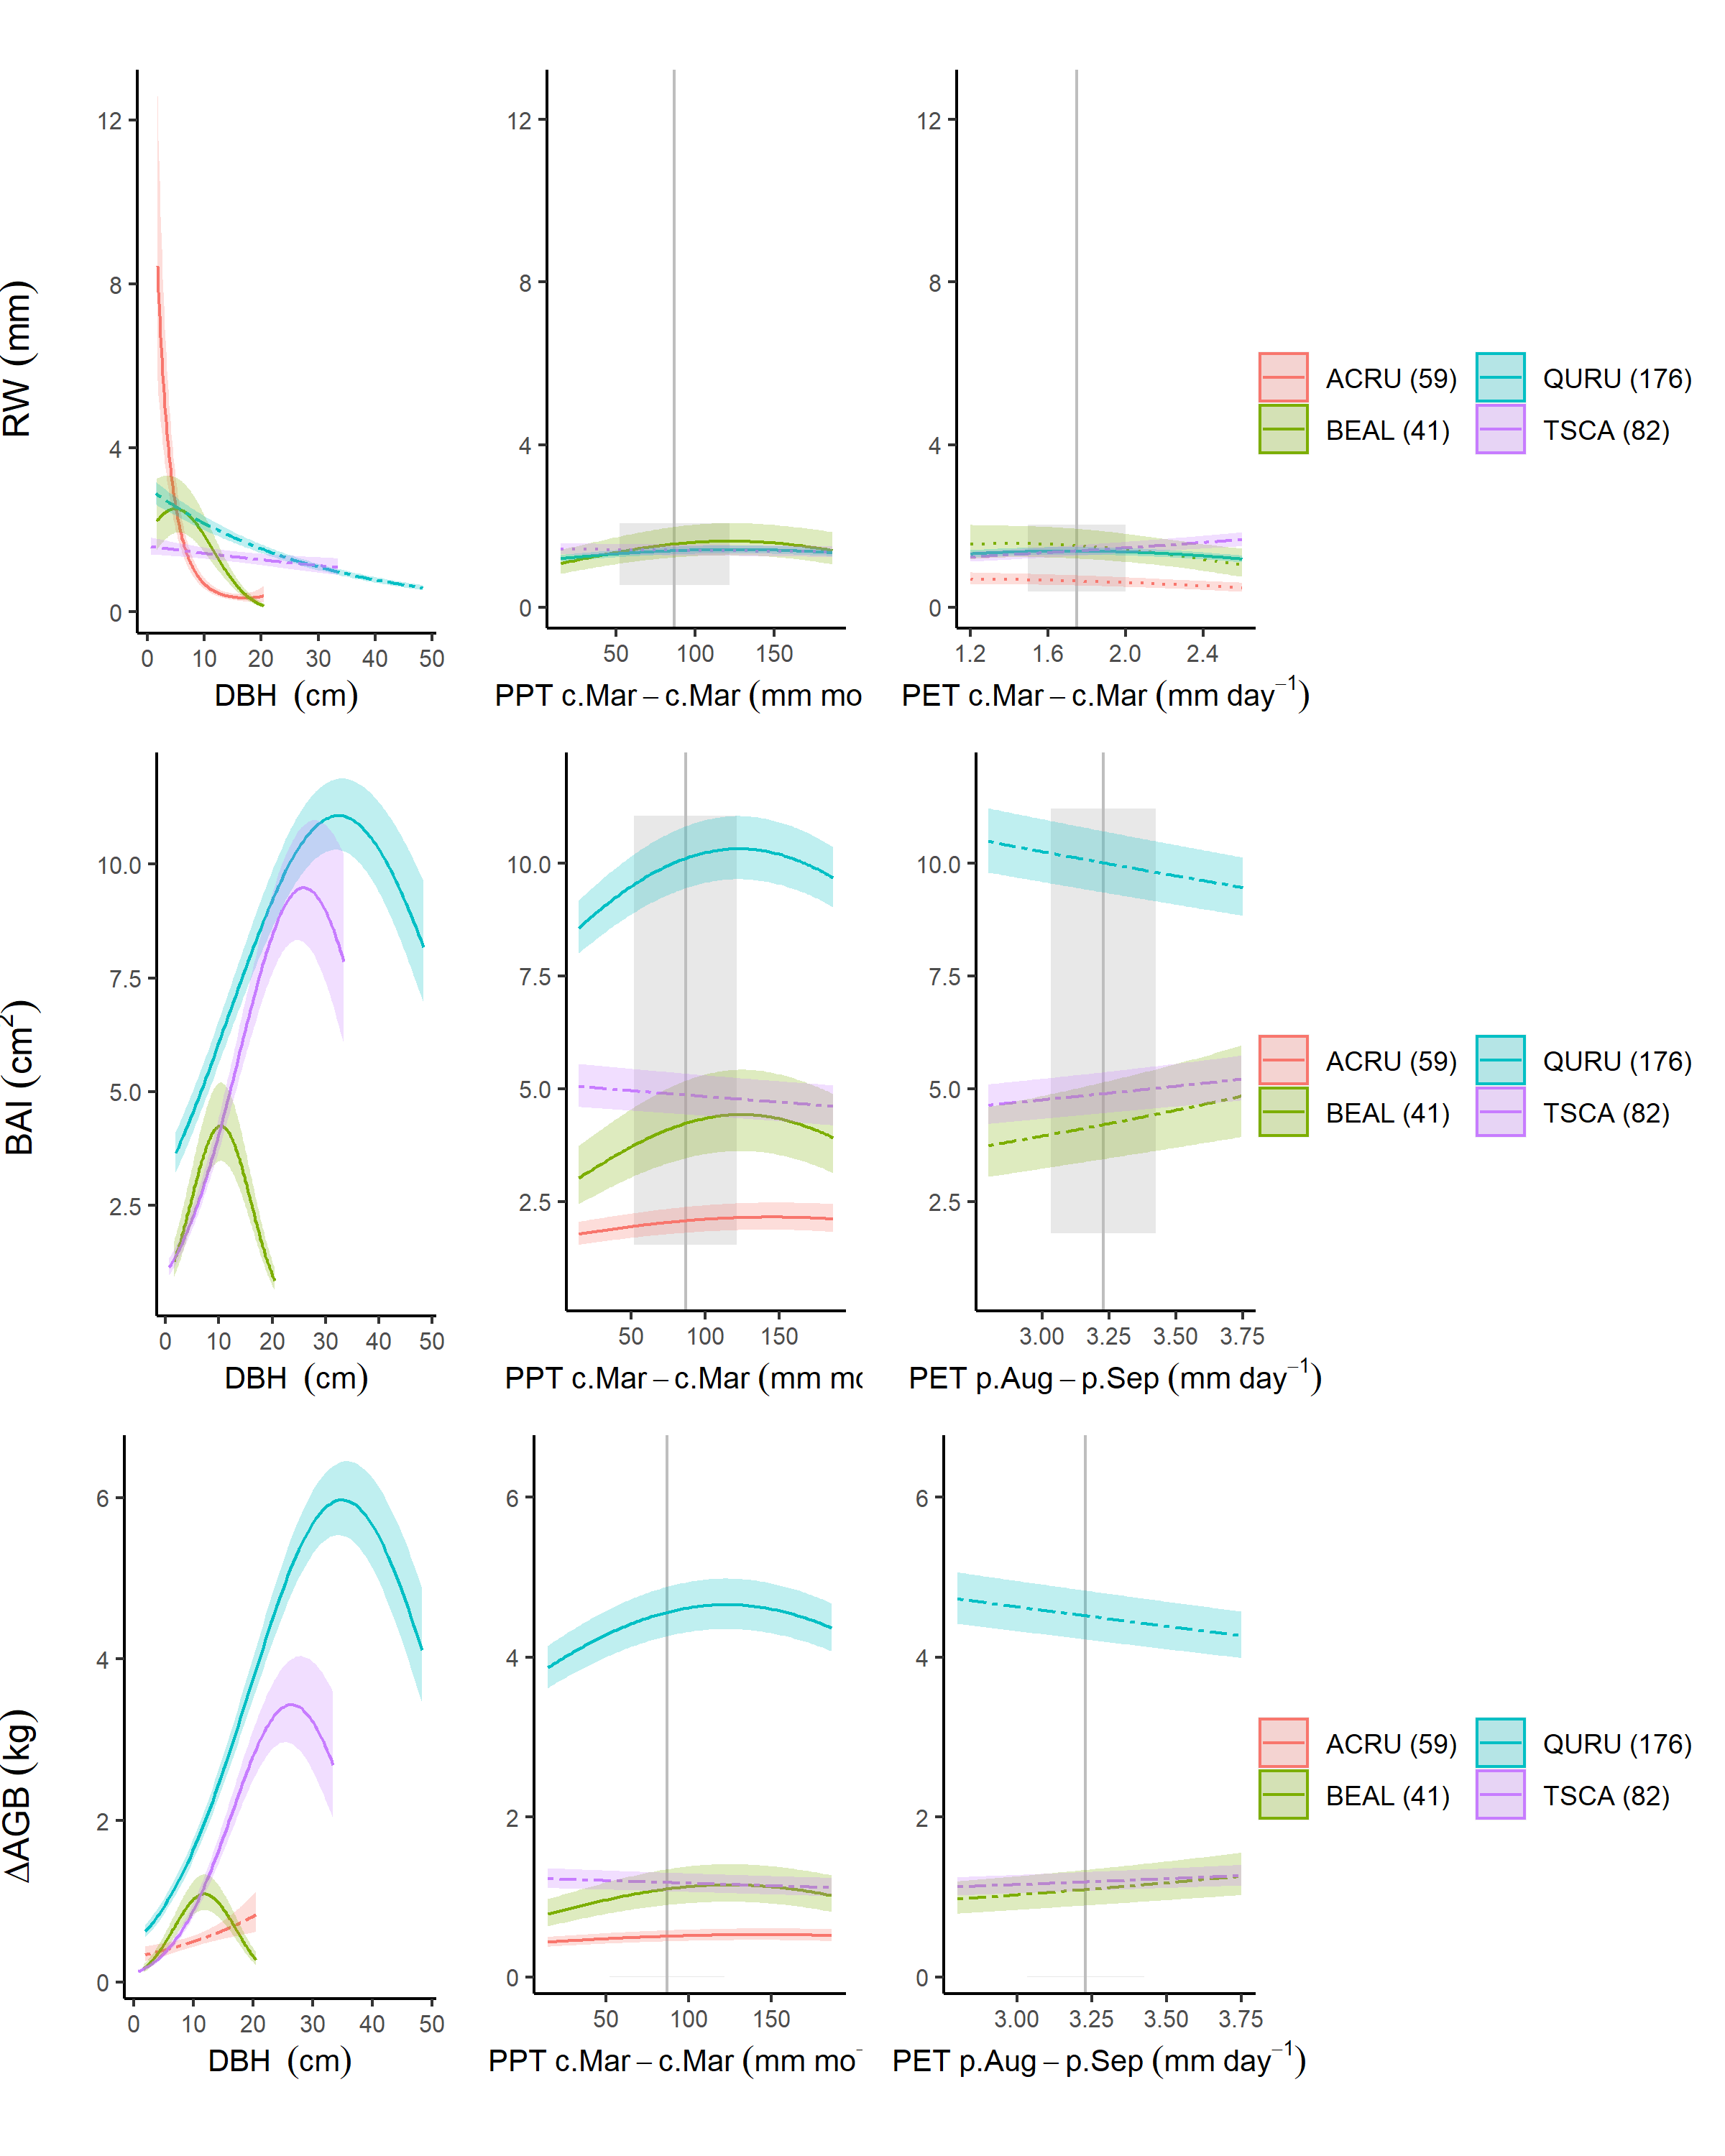 RW (mm)
12
8
4
0
0 10 20 30 40 50
DBH (cm)
12
8
4
0
50 100 150
PPT c.Mar – c.Mar (mm mo
12
8
4
0
1.2 1.6 2.0 2.4
PET c.Mar – c.Mar (mm day⁻¹)
ACRU (59) QURU (176)
BEAL (41) TSCA (82)
BAI (cm²)
10.0
7.5
5.0
2.5
0 10 20 30 40 50
DBH (cm)
10.0
7.5
5.0
2.5
50 100 150
PPT c.Mar – c.Mar (mm mo
10.0
7.5
5.0
2.5
3.00 3.25 3.50 3.75
PET p.Aug – p.Sep (mm day⁻¹)
ACRU (59) QURU (176)
BEAL (41) TSCA (82)
ΔAGB (kg)
6
4
2
0
0 10 20 30 40 50
DBH (cm)
6
4
2
0
50 100 150
PPT c.Mar – c.Mar (mm mo⁻
6
4
2
0
3.00 3.25 3.50 3.75
PET p.Aug – p.Sep (mm day⁻¹)
ACRU (59) QURU (176)
BEAL (41) TSCA (82)